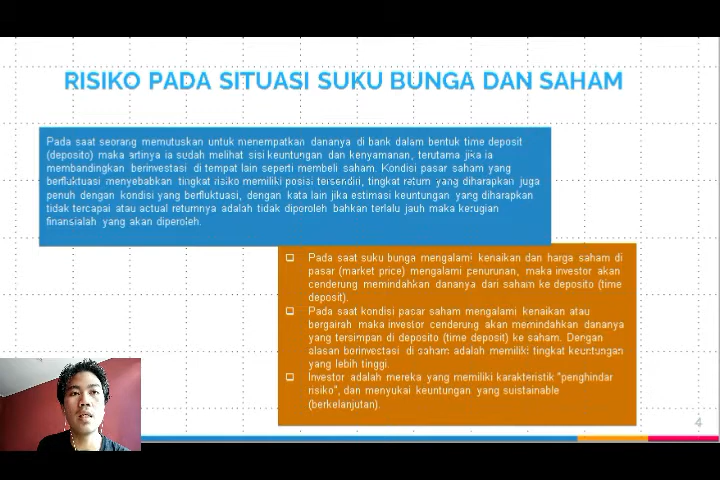 RISIKO PADA SITUASI SUKU BUNGA DAN SAHAM
Pada saat seorang memutuskan untuk menempatkan dananya di bank dalam bentuk time deposit
(deposito) maka artinya ia sudah melihat sisi keuntungan dan kenyamanan, terutama jika ia
membandingkan berinvestasi di tempat lain seperti membeli saham. Kondisi pasar saham yang
berfluktuasi menyebabkan tingkat risiko memiliki posisi tersendiri, tingkat return yang diharapkan juga
penuh dengan kondisi yang berfluktuasi, dengan kata lain jika estimasi keuntungan yang diharapkan
tidak tercapai atau actual returnnya adalah tidak diperoleh bahkan terlalu jauh maka kerugian
finansialah yang akan diperoleh.
Pada saat suku bunga mengalami kenaikan dan harga saham di
pasar (market price) mengalami penurunan, maka investor akan
cenderung memindahkan dananya dari saham ke deposito (time
deposit).
Pada saat kondisi pasar saham mengalami kenaikan atau
bergairah maka investor cenderung akan memindahkan dananya
yang tersimpan di deposito (time deposit) ke saham. Dengan
alasan berinvestasi di saham adalah memiliki tingkat keuntungan
yang lebih tinggi.
Investor adalah mereka yang memiliki karakteristik "penghindar
risiko", dan menyukai keuntungan yang suistainable
(berkelanjutan).
4